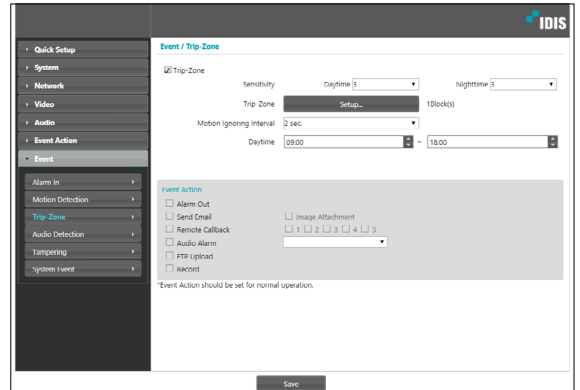 IDIS
Quick Setup
System
Network
Video
Audio
Event Action
Event
Alarm In
Motion Detection
Trip-Zone
Audio Detection
Tampering
System Event
Event / Trip-Zone
Trip-Zone
Sensitivity Daytime 3 Nighttime 3
Trip-Zone Setup... 1Block(s)
Motion Ignoring Interval 2 sec.
Daytime 09:00 ~ 18:00
Event Action
Alarm Out
Send Email Image Attachment
Remote Callback 1 2 3 4 5
Audio Alarm
FTP Upload
Record
*Event Action should be set for normal operation.
Save